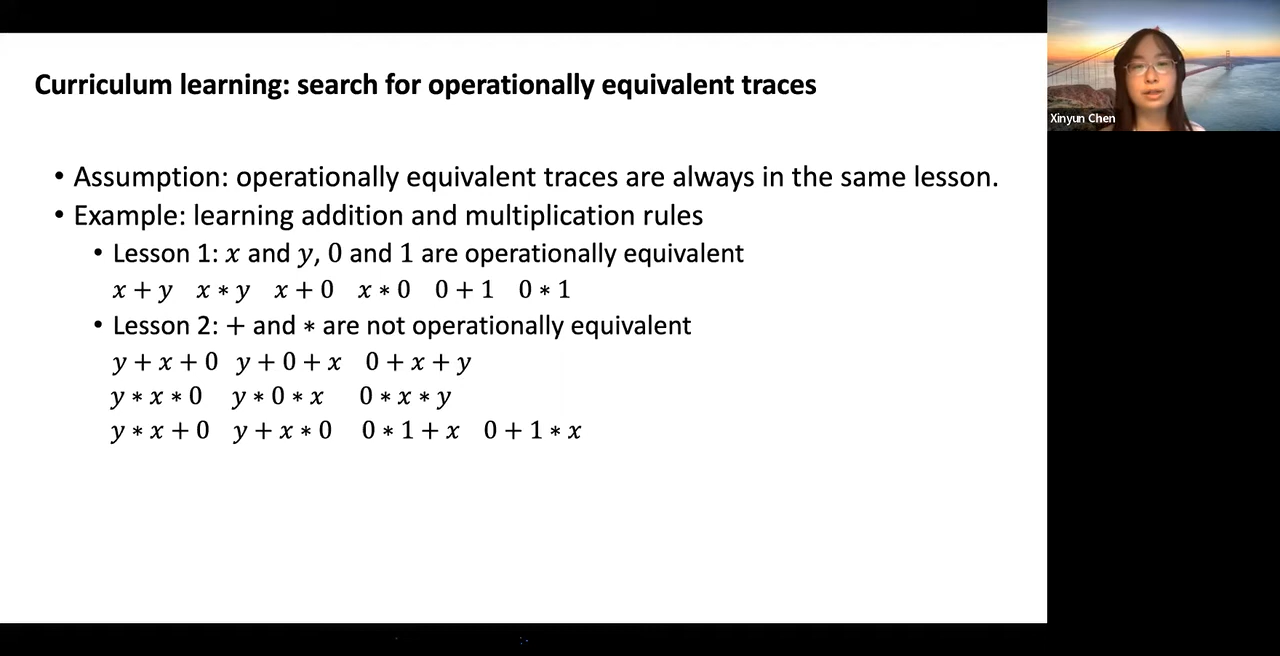 Curriculum learning: search for operationally equivalent traces
Xinyun Chen
• Assumption: operationally equivalent traces are always in the same lesson.
• Example: learning addition and multiplication rules
• Lesson 1: x and y, 0 and 1 are operationally equivalent
x + y x * y x + 0 x * 0 0 + 1 0 * 1
• Lesson 2: + and * are not operationally equivalent
y + x + 0 y + 0 + x 0 + x + y
y * x * 0 y * 0 * x 0 * x * y
y * x + 0 y + x * 0 0 * 1 + x 0 + 1 * x